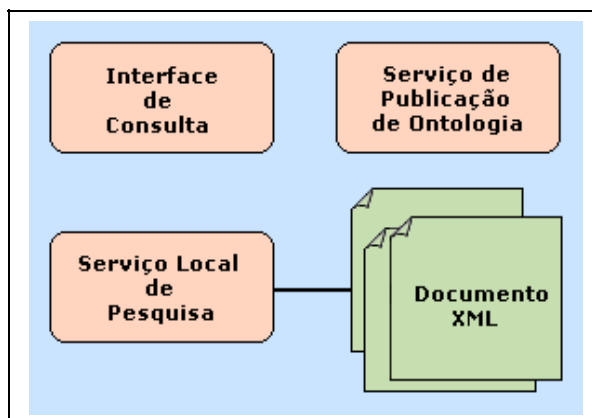 Interface
de
Consulta
Serviço de
Publicação
de Ontologia
Serviço Local
de
Pesquisa
Documento
XML